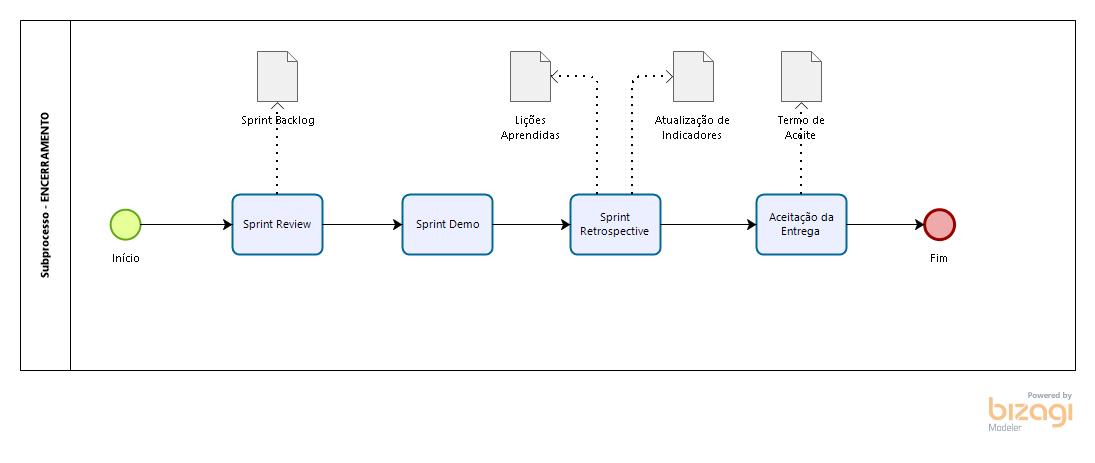 Subprocesso - ENCERRAMENTO
Sprint Backlog
Lições
Aprendidas
Atualização de
Indicadores
Termo de
Aceite
Início
Sprint Review
Sprint Demo
Sprint
Retrospective
Aceitação da
Entrega
Fim
Powered by
bizagi
Modeler